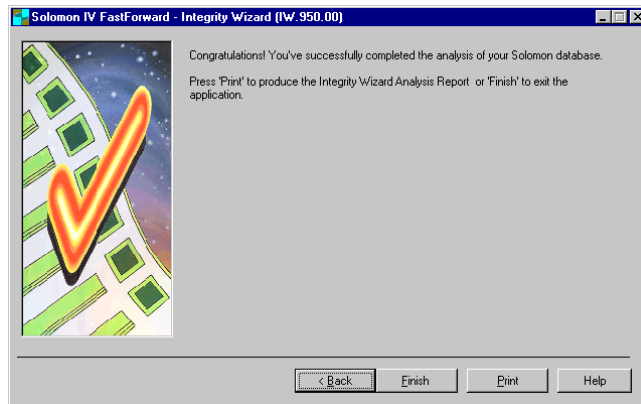 Solomon IV FastForward - Integrity Wizard (IW.950.00)
Congratulations! You've successfully completed the analysis of your Solomon database.
Press 'Print' to produce the Integrity Wizard Analysis Report or 'Finish' to exit the
application.
< Back Finish Print Help